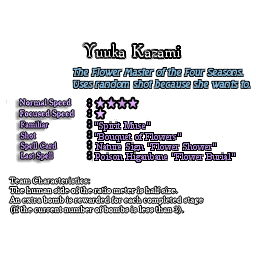 Yuuka Kazami
The Flower Master of the Four Seasons.
Uses random shot because she wants to.
Normal Speed : ★★★★
Focused Speed : ★
Familiar : "Spirit Muse"
Shot : "Bouquet of Flowers"
Spell Card : Nature Sign "Flower Shower"
Last Spell : Poison Highnbane "Flower Burial"
Team Characteristics:
The human side of the ratio meter is half size.
An extra bomb is rewarded for each completed stage
(if the current number of bombs is less than 3).